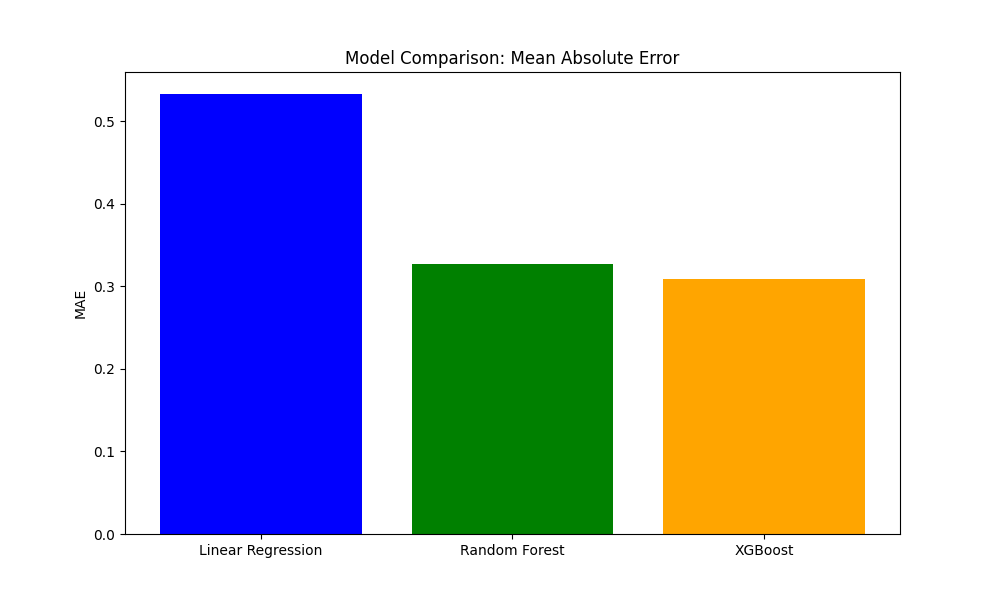 Model Comparison: Mean Absolute Error
MAE
0.5
0.4
0.3
0.2
0.1
0.0
Linear Regression
Random Forest
XGBoost